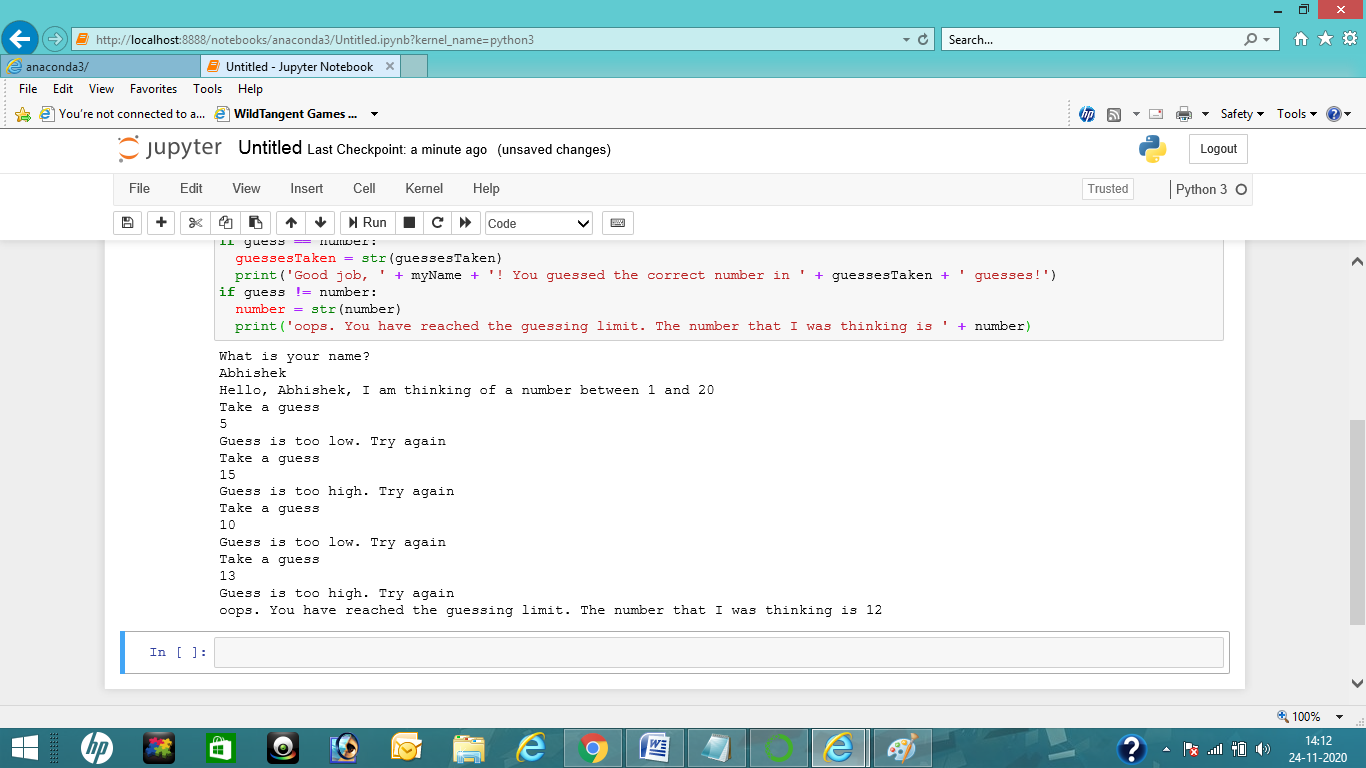 http://localhost:8888/notebooks/anaconda3/Untitled.ipynb?kernel_name=python3
Search...
anaconda3/
Untitled - Jupyter Notebook
File Edit View Favorites Tools Help
You're not connected to a...
WildTangent Games ...
Safety Tools
jupyter Untitled Last Checkpoint: a minute ago (unsaved changes)
Logout
File Edit View Insert Cell Kernel Help
Trusted
Python 3
Run
Code
if guess == number:
guessesTaken = str(guessesTaken)
print('Good job, ' + myName + '! You guessed the correct number in ' + guessesTaken + ' guesses!')
if guess != number:
number = str(number)
print('oops. You have reached the guessing limit. The number that I was thinking is ' + number)
What is your name?
Abhishek
Hello, Abhishek, I am thinking of a number between 1 and 20
Take a guess
5
Guess is too low. Try again
Take a guess
15
Guess is too high. Try again
Take a guess
10
Guess is too low. Try again
Take a guess
13
Guess is too high. Try again
oops. You have reached the guessing limit. The number that I was thinking is 12
In [ ]:
100%
14:12
24-11-2020